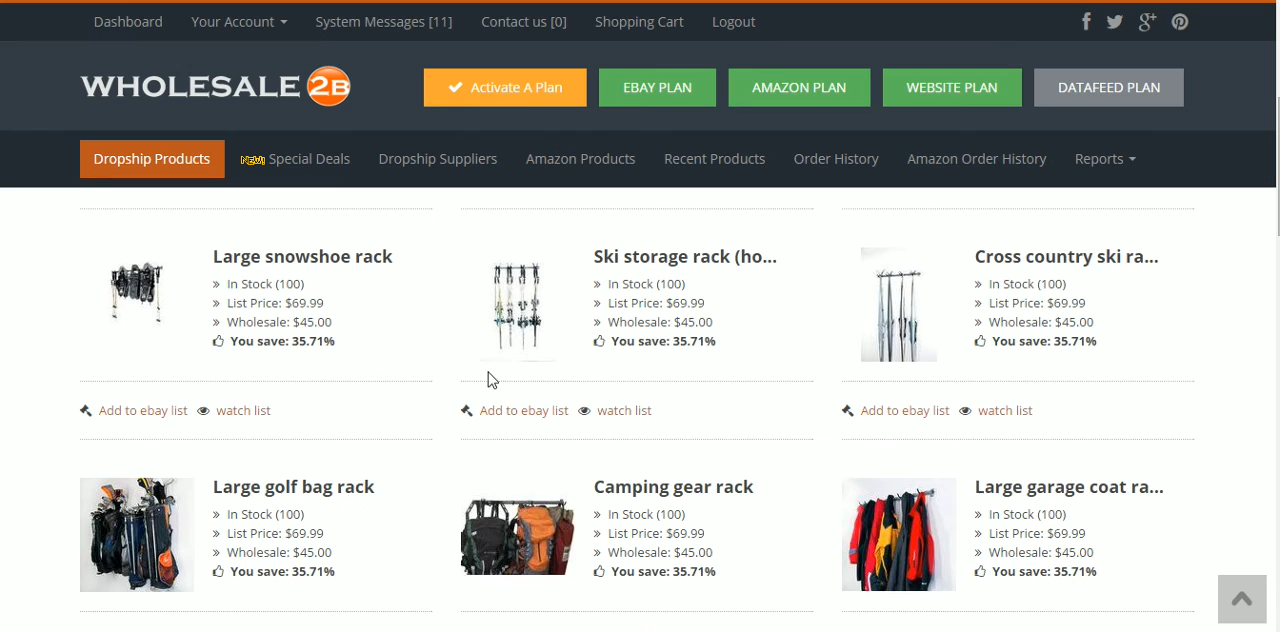 Dashboard Your Account System Messages [11] Contact us [0] Shopping Cart Logout
WHOLESALE 2B
Activate A Plan EBAY PLAN AMAZON PLAN WEBSITE PLAN DATAFEED PLAN
Dropship Products NEW Special Deals Dropship Suppliers Amazon Products Recent Products Order History Amazon Order History Reports
Large snowshoe rack
» In Stock (100)
» List Price: $69.99
» Wholesale: $45.00
You save: 35.71%
Add to ebay list watch list
Ski storage rack (ho...
» In Stock (100)
» List Price: $69.99
» Wholesale: $45.00
You save: 35.71%
Add to ebay list watch list
Cross country ski ra...
» In Stock (100)
» List Price: $69.99
» Wholesale: $45.00
You save: 35.71%
Add to ebay list watch list
Large golf bag rack
» In Stock (100)
» List Price: $69.99
» Wholesale: $45.00
You save: 35.71%
Camping gear rack
» In Stock (100)
» List Price: $69.99
» Wholesale: $45.00
You save: 35.71%
Large garage coat ra...
» In Stock (100)
» List Price: $69.99
» Wholesale: $45.00
You save: 35.71%